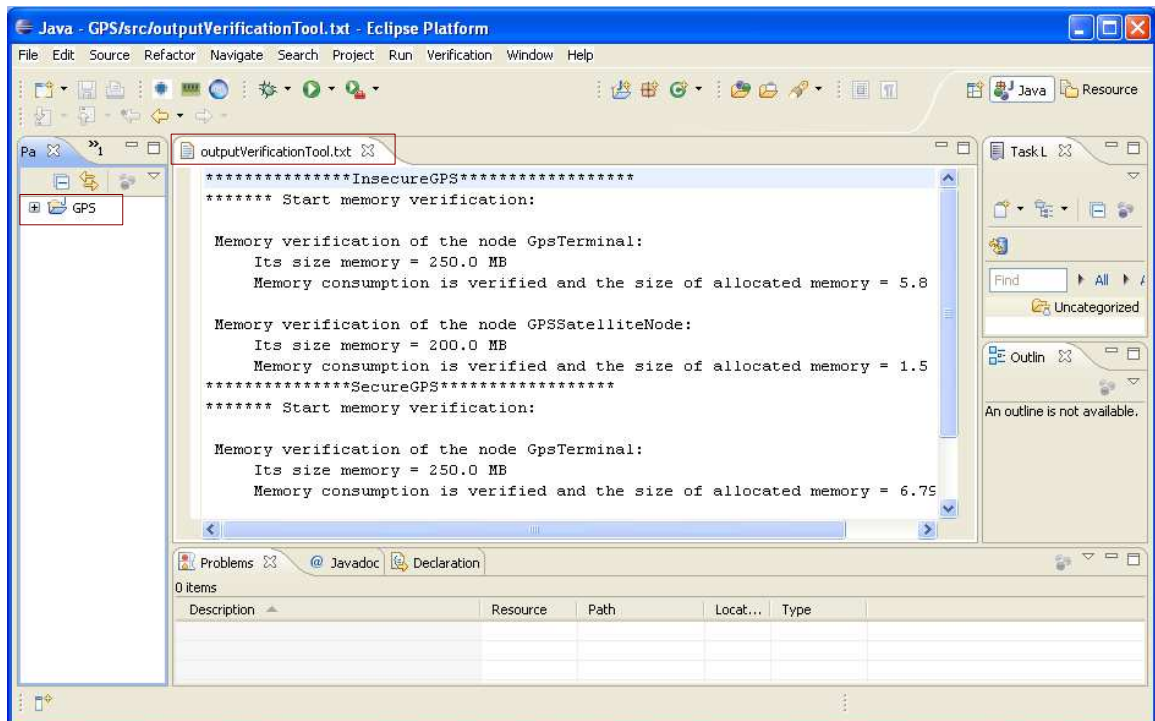 Java - GPS/src/outputVerificationTool.txt - Eclipse Platform
File Edit Source Refactor Navigate Search Project Run Verification Window Help
Java Resource
Pa »1
outputVerificationTool.txt
Task L
GPS
***************InsecureGPS******************
******* Start memory verification:
Memory verification of the node GpsTerminal:
Its size memory = 250.0 MB
Memory consumption is verified and the size of allocated memory = 5.8
Memory verification of the node GPSSatelliteNode:
Its size memory = 200.0 MB
Memory consumption is verified and the size of allocated memory = 1.5
***************SecureGPS******************
******* Start memory verification:
Memory verification of the node GpsTerminal:
Its size memory = 250.0 MB
Memory consumption is verified and the size of allocated memory = 6.79
Find All
Uncategorized
Outlin
An outline is not available.
Problems @ Javadoc Declaration
0 items
Description Resource Path Locat... Type